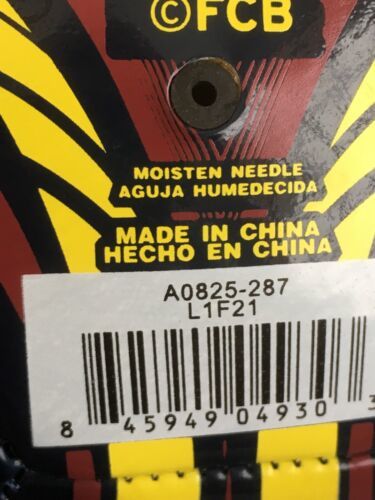 ©FCB
MOISTEN NEEDLE
AGUJA HUMEDECIDA
MADE IN CHINA
HECHO EN CHINA
A0825-287
L1F21
8 45949 04930 3